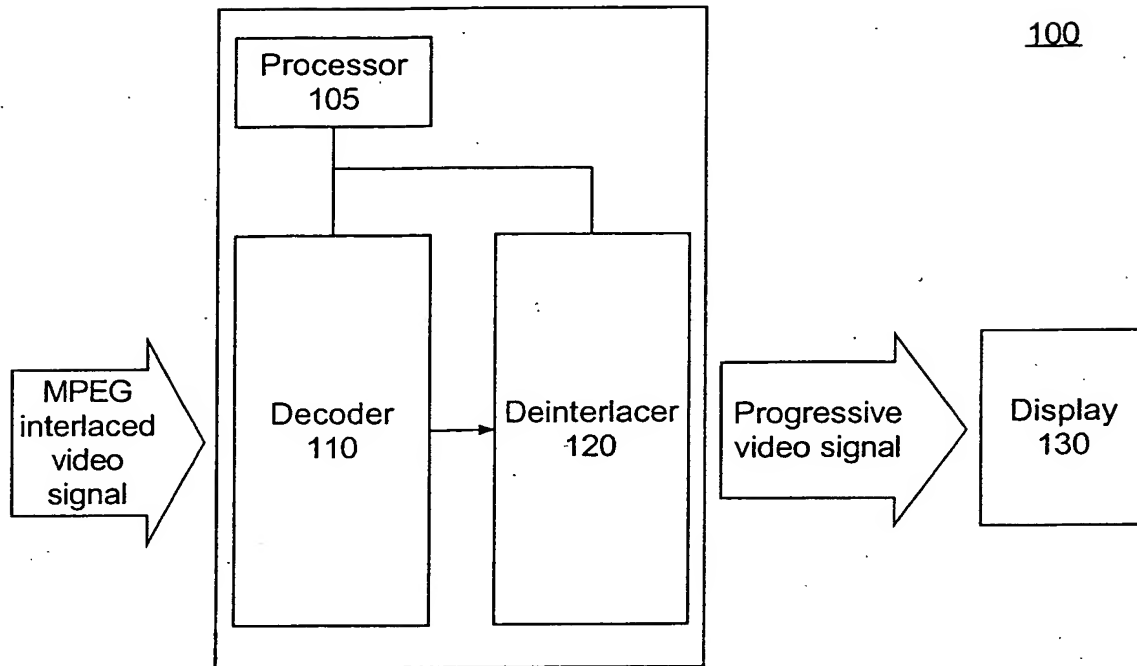 100
Processor
105
MPEG
interlaced
video
signal
Decoder
110
Deinterlacer
120
Progressive
video signal
Display
130